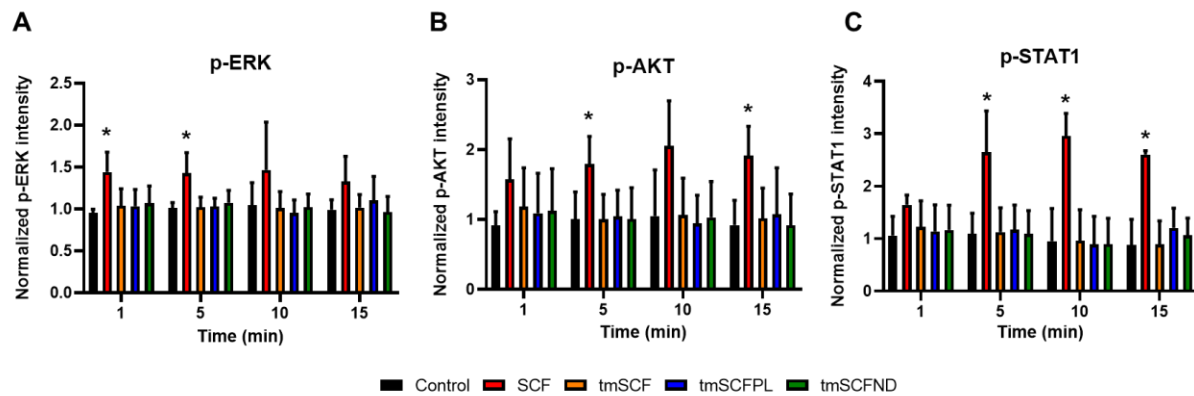 A
p-ERK
Normalized p-ERK intensity
2.5
2.0
1.5
1.0
0.5
0.0
* *
1 5 10 15
Time (min)
B
p-AKT
Normalized p-AKT intensity
3
2
1
0
* *
1 5 10 15
Time (min)
C
p-STAT1
Normalized p-STAT1 intensity
4
3
2
1
0
* * *
1 5 10 15
Time (min)
Control SCF tmSCF tmSCFPL tmSCFND